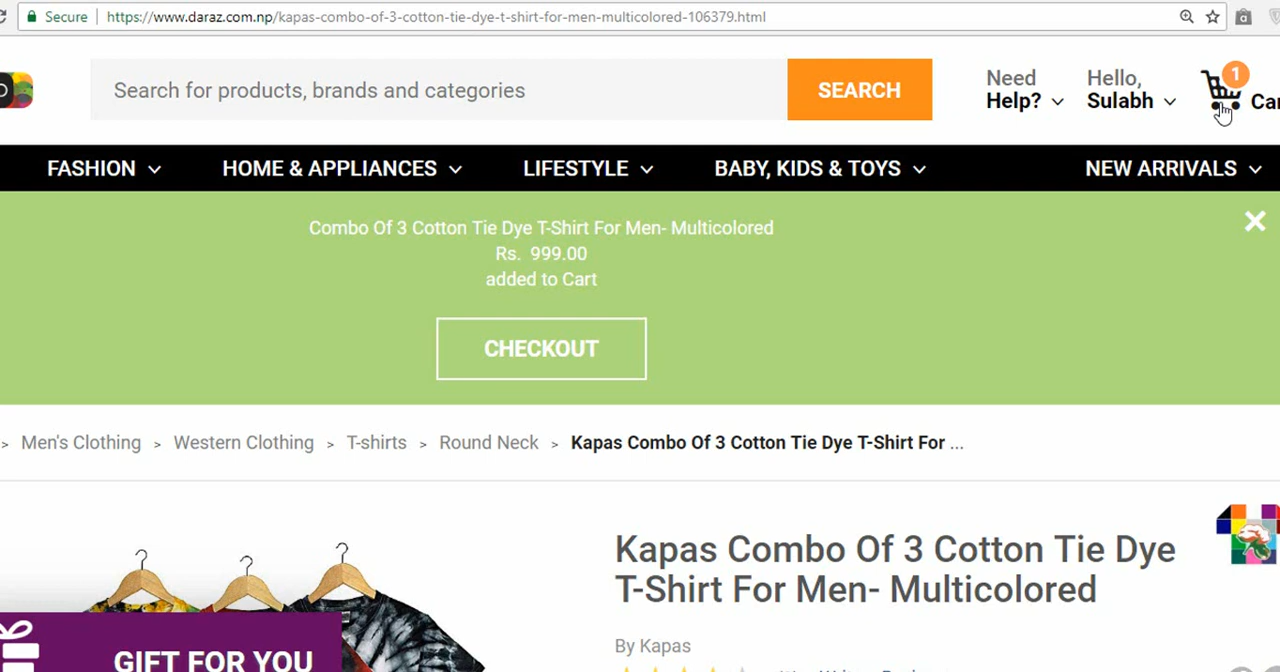 Secure https://www.daraz.com.np/kapas-combo-of-3-cotton-tie-dye-t-shirt-for-men-multicolored-106379.html
Search for products, brands and categories
SEARCH
Need
Help?
Hello,
Sulabh
1
FASHION HOME & APPLIANCES LIFESTYLE BABY, KIDS & TOYS NEW ARRIVALS
Combo Of 3 Cotton Tie Dye T-Shirt For Men- Multicolored
Rs. 999.00
added to Cart
CHECKOUT
> Men's Clothing > Western Clothing > T-shirts > Round Neck > Kapas Combo Of 3 Cotton Tie Dye T-Shirt For ...
Kapas Combo Of 3 Cotton Tie Dye
T-Shirt For Men- Multicolored
By Kapas
GIFT FOR YOU